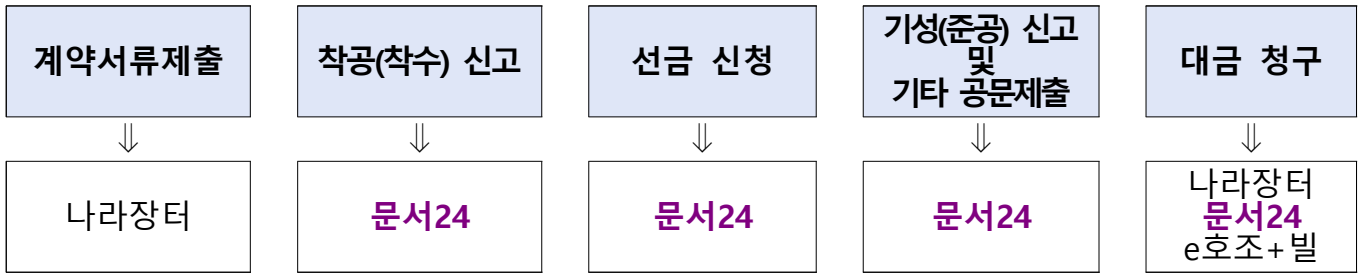 계약서류제출
착공(착수) 신고
선금 신청
기성(준공) 신고
및
기타 공문제출
대금 청구
⇓ ⇓ ⇓ ⇓ ⇓
나라장터
문서24
문서24
문서24
나라장터
문서24
e호조+빌